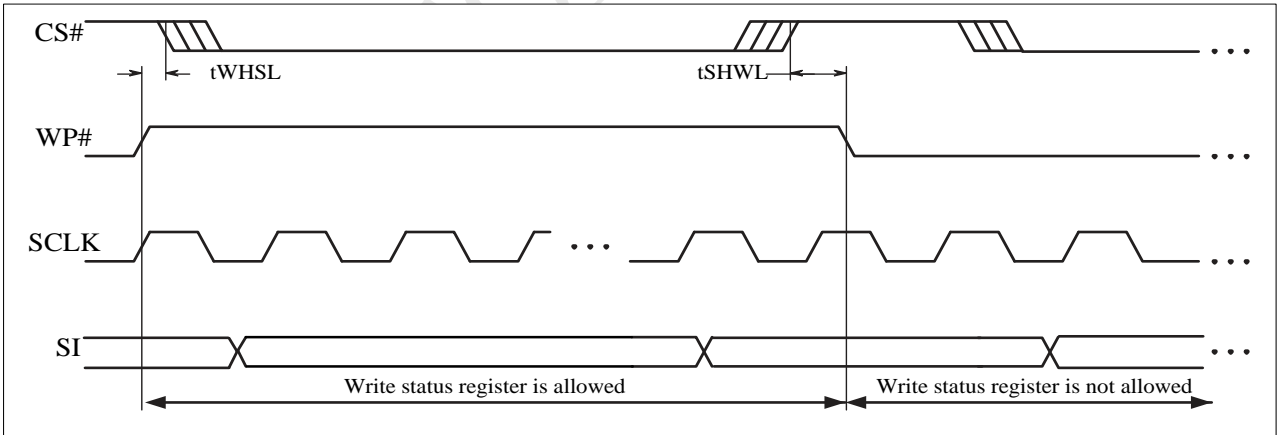 CS#
tWHSL
tSHWL
WP#
SCLK
SI
Write status register is allowed
Write status register is not allowed